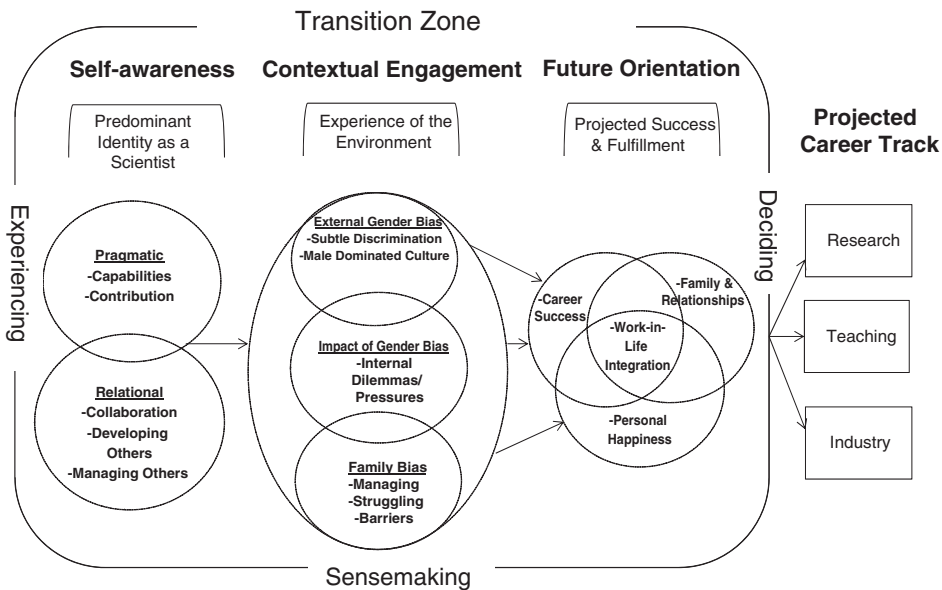 Transition Zone
Self-awareness
Contextual Engagement
Future Orientation
Predominant
Identity as a
Scientist
Experience of the
Environment
Projected Success
& Fulfillment
Projected
Career Track
Experiencing
Pragmatic
-Capabilities
-Contribution
Relational
-Collaboration
-Developing
Others
-Managing Others
External Gender Bias
-Subtle Discrimination
-Male Dominated Culture
Impact of Gender Bias
-Internal
Dilemmas/
Pressures
Family Bias
-Managing
-Struggling
-Barriers
-Career
Success
-Family &
Relationships
-Work-in-
Life
Integration
-Personal
Happiness
Deciding
Research
Teaching
Industry
Sensemaking